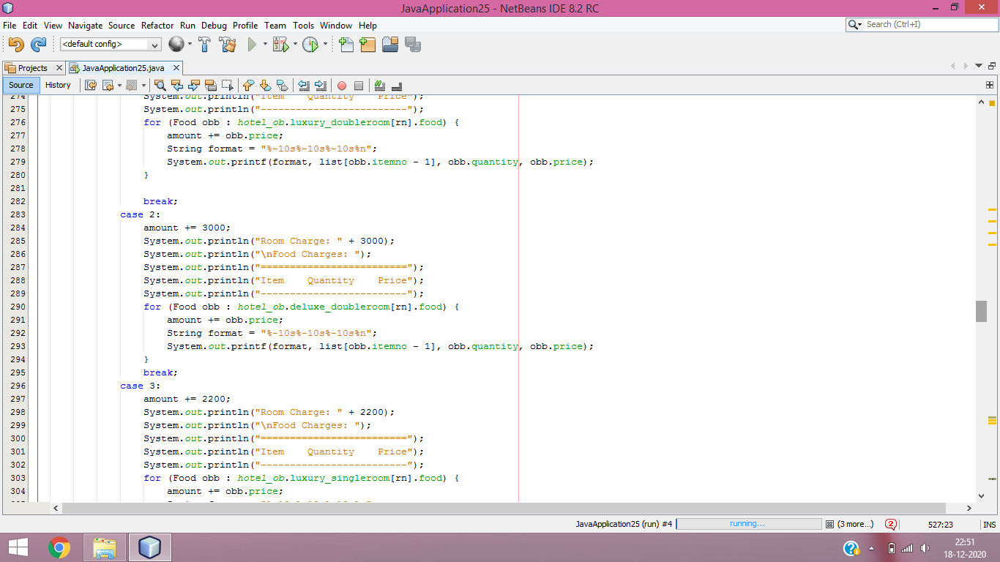 JavaApplication25 - NetBeans IDE 8.2 RC
File Edit View Navigate Source Refactor Run Debug Profile Team Tools Window Help
Search (Ctrl+I)
<default config>
Projects
JavaApplication25.java
Source History
274 System.out.println("Item    Quantity    Price");
275 System.out.println("-------------------------");
276 for (Food obb : hotel_ob.luxury_doubleroom[rn].food) {
277 amount += obb.price;
278 String format = "%-10s%-10s%-10s%n";
279 System.out.printf(format, list[obb.itemno - 1], obb.quantity, obb.price);
280 }
281
282 break;
283 case 2:
284 amount += 3000;
285 System.out.println("Room Charge: " + 3000);
286 System.out.println("\nFood Charges: ");
287 System.out.println("=========================");
288 System.out.println("Item    Quantity    Price");
289 System.out.println("-------------------------");
290 for (Food obb : hotel_ob.deluxe_doubleroom[rn].food) {
291 amount += obb.price;
292 String format = "%-10s%-10s%-10s%n";
293 System.out.printf(format, list[obb.itemno - 1], obb.quantity, obb.price);
294 }
295 break;
296 case 3:
297 amount += 2200;
298 System.out.println("Room Charge: " + 2200);
299 System.out.println("\nFood Charges: ");
300 System.out.println("=========================");
301 System.out.println("Item    Quantity    Price");
302 System.out.println("-------------------------");
303 for (Food obb : hotel_ob.luxury_singleroom[rn].food) {
304 amount += obb.price;
JavaApplication25 (run) #4 running... (3 more...) 2 527:23 INS
22:51
18-12-2020